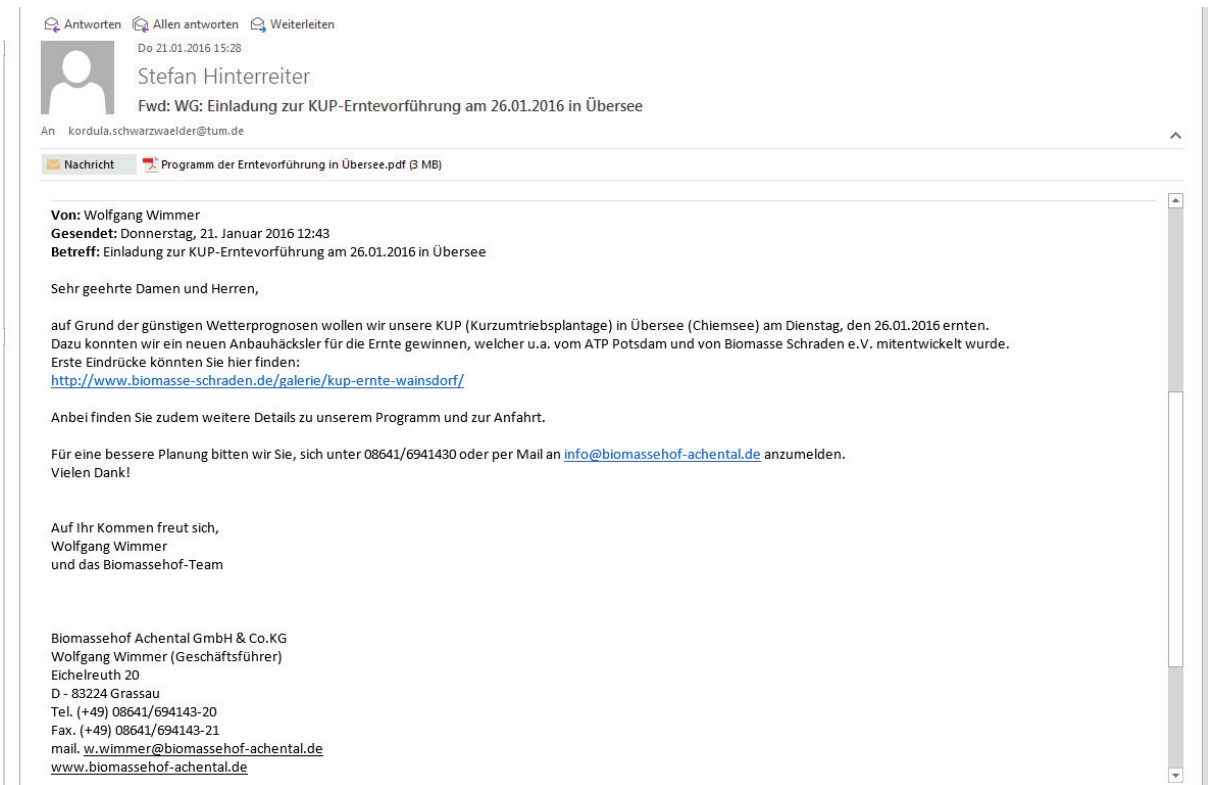 Antworten Allen antworten Weiterleiten
Do 21.01.2016 15:28
Stefan Hinterreiter
Fwd: WG: Einladung zur KUP-Erntevorführung am 26.01.2016 in Übersee
An kordula.schwarzwaelder@tum.de
Nachricht Programm der Erntevorführung in Übersee.pdf (3 MB)
Von: Wolfgang Wimmer
Gesendet: Donnerstag, 21. Januar 2016 12:43
Betreff: Einladung zur KUP-Erntevorführung am 26.01.2016 in Übersee
Sehr geehrte Damen und Herren,
auf Grund der günstigen Wetterprognosen wollen wir unsere KUP (Kurzumtriebsplantage) in Übersee (Chiemsee) am Dienstag, den 26.01.2016 ernten.
Dazu konnten wir ein neuen Anbauhäcksler für die Ernte gewinnen, welcher u.a. vom ATP Potsdam und von Biomasse Schraden e.V. mitentwickelt wurde.
Erste Eindrücke könnten Sie hier finden:
http://www.biomasse-schraden.de/galerie/kup-ernte-wainsdorf/
Anbei finden Sie zudem weitere Details zu unserem Programm und zur Anfahrt.
Für eine bessere Planung bitten wir Sie, sich unter 08641/6941430 oder per Mail an info@biomassehof-achental.de anzumelden.
Vielen Dank!
Auf Ihr Kommen freut sich,
Wolfgang Wimmer
und das Biomassehof-Team
Biomassehof Achental GmbH & Co.KG
Wolfgang Wimmer (Geschäftsführer)
Eichelreuth 20
D - 83224 Grassau
Tel. (+49) 08641/694143-20
Fax. (+49) 08641/694143-21
mail. w.wimmer@biomassehof-achental.de
www.biomassehof-achental.de